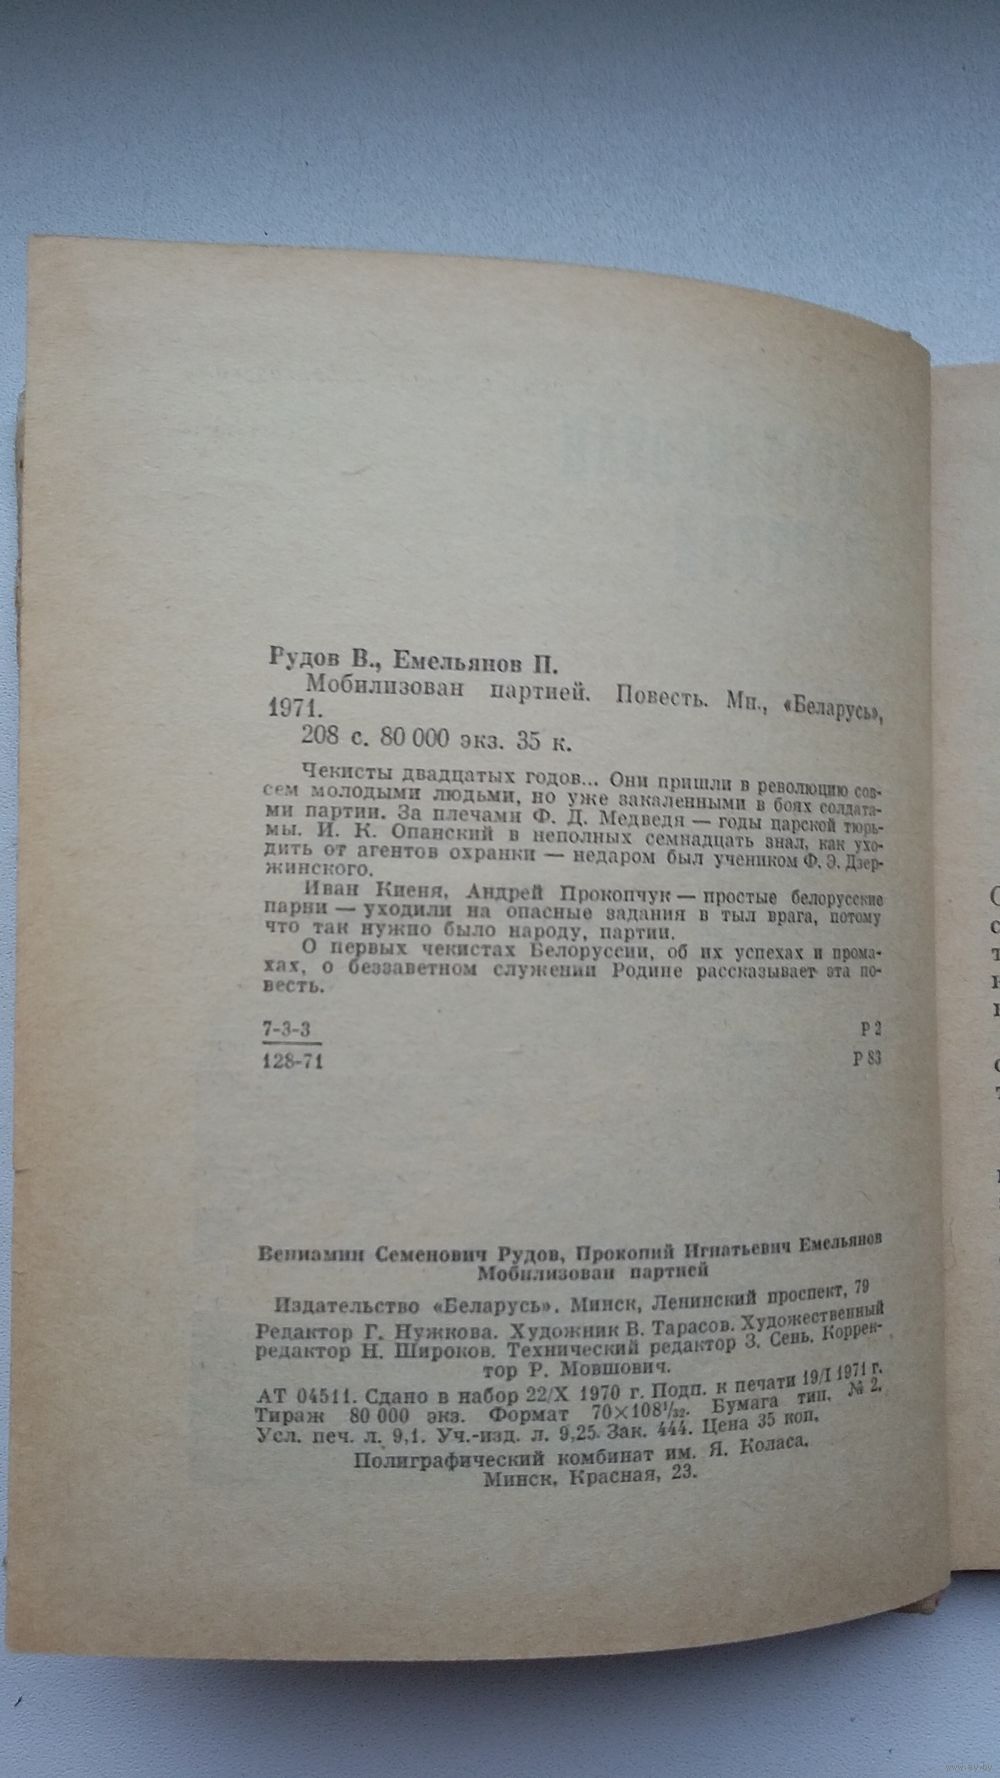 Рудов В., Емельянов П.
Мобилизован партией. Повесть. Мн., «Беларусь»,
1971.
208 с. 80 000 экз. 35 к.
Чекисты двадцатых годов... Они пришли в революцию сов-
сем молодыми людьми, но уже закаленными в боях солдата-
ми партии. За плечами Ф. Д. Медведя — годы царской тюрь-
мы. И. К. Опанский в неполных семнадцать знал, как ухо-
дить от агентов охранки — недаром был учеником Ф. Э. Дзер-
жинского.
Иван Киеня, Андрей Прокопчук — простые белорусские
парни — уходили на опасные задания в тыл врага, потому
что так нужно было народу, партии.
О первых чекистах Белоруссии, об их успехах и прома-
хах, о беззаветном служении Родине рассказывает эта по-
весть.
7-3-3 Р 2
128-71 Р 83
Вениамин Семенович Рудов, Прокопий Игнатьевич Емельянов
Мобилизован партией
Издательство «Беларусь». Минск, Ленинский проспект, 79
Редактор Г. Нужкова. Художник В. Тарасов. Художественный
редактор Н. Широков. Технический редактор З. Сень. Коррек-
тор Р. Мовшович.
АТ 04511. Сдано в набор 22/X 1970 г. Подп. к печати 19/I 1971 г.
Тираж 80 000 экз. Формат 70×108¹/₃₂. Бумага тип. № 2.
Усл. печ. л. 9,1. Уч.-изд. л. 9,25. Зак. 444. Цена 35 коп.
Полиграфический комбинат им. Я. Коласа.
Минск, Красная, 23.